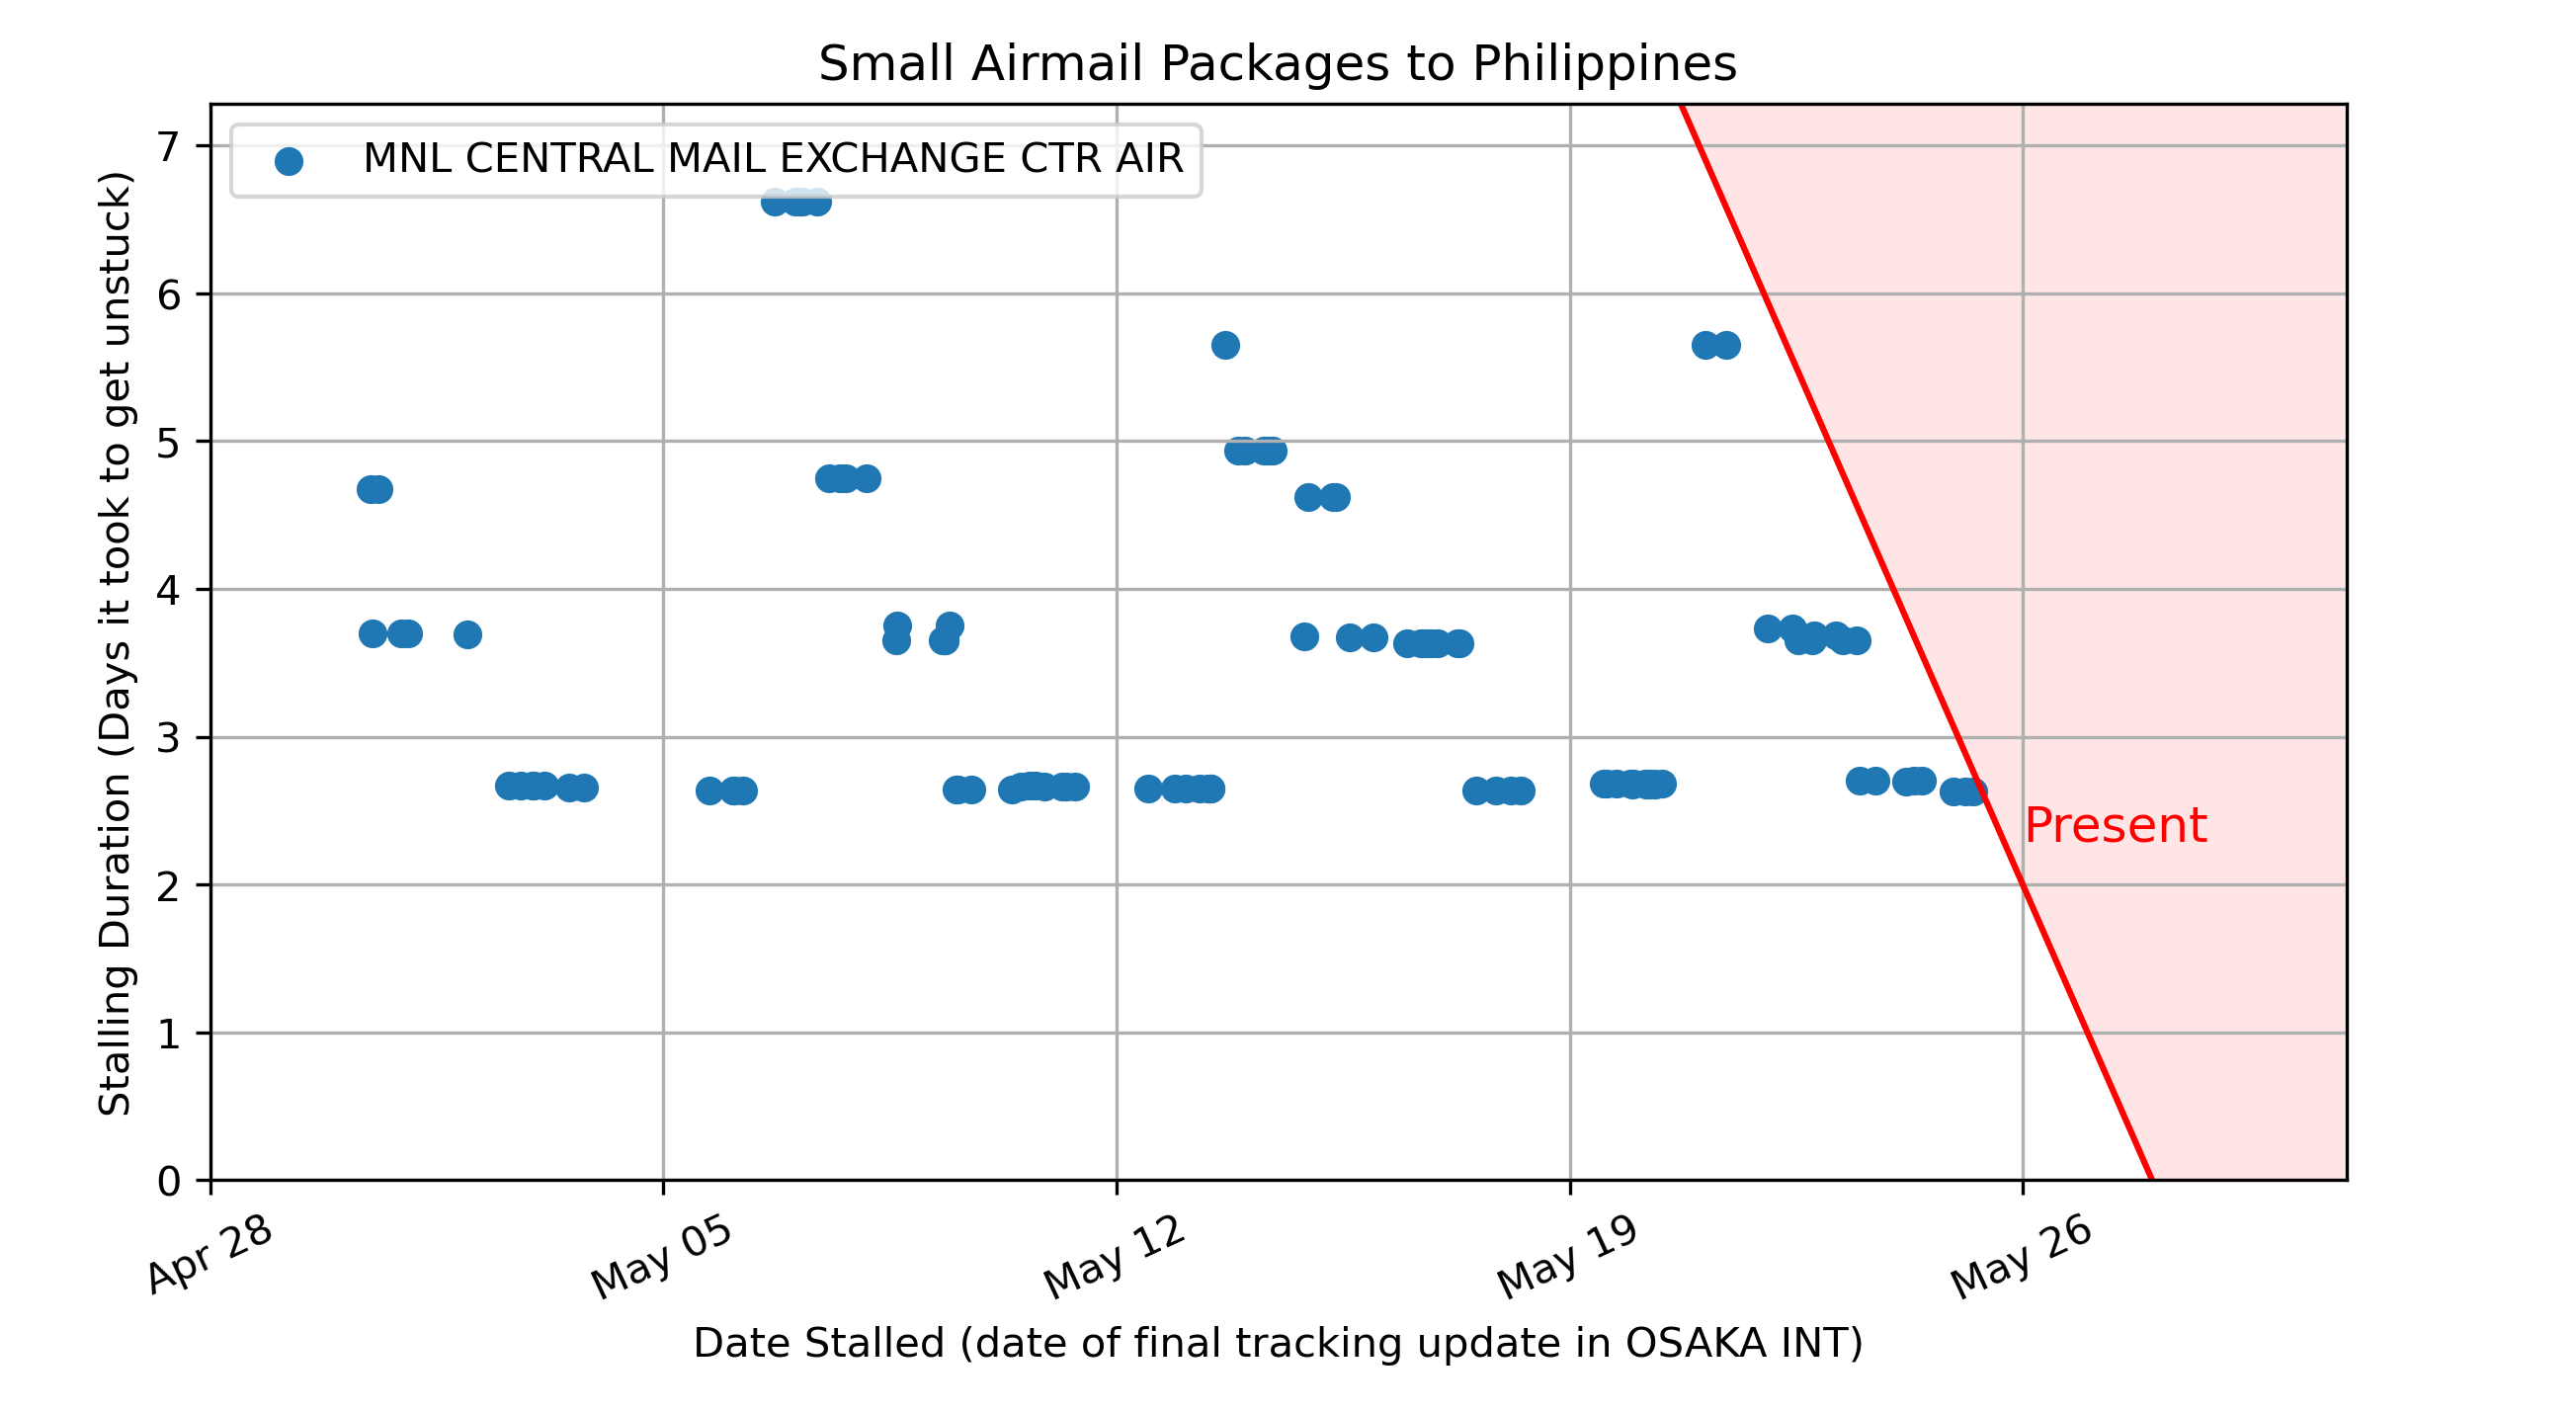 Small Airmail Packages to Philippines
MNL CENTRAL MAIL EXCHANGE CTR AIR
Stalling Duration (Days it took to get unstuck)
7
6
5
4
3
2
1
0
Present
Apr 28
May 05
May 12
May 19
May 26
Date Stalled (date of final tracking update in OSAKA INT)